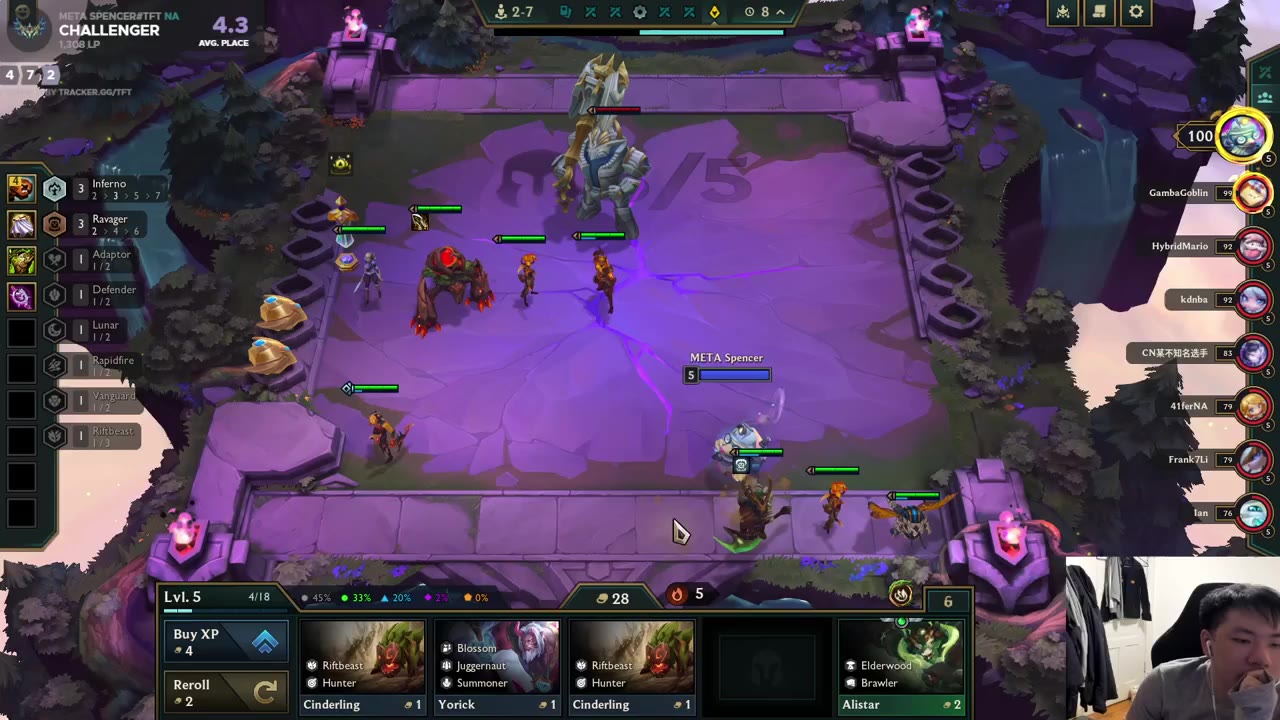 META SPENCER#TFT NA
CHALLENGER
1,308 LP
4.3
AVG. PLACE
4 7 2
BY TRACKER.GG/TFT
2-7
8
3
Inferno
2 > 3 > 5 > 7
3
Ravager
2 > 4 > 6
1
Adaptor
1 / 2
1
Defender
1 / 2
1
Lunar
1 / 2
1
Rapidfire
1 / 2
1
Vanguard
1 / 2
1
Riftbeast
1 / 3
/5
META Spencer
5
100
GambaGoblin 99
HybridMario 92
kdnba 92
CN某不知名选手 83
41ferNA 79
Frank7Li 79
Ian 76
Lvl. 5
4/18
45%
33%
20%
2%
0%
28
5
6
Buy XP
4
Reroll
2
Riftbeast
Hunter
Cinderling
1
Blossom
Juggernaut
Summoner
Yorick
1
Riftbeast
Hunter
Cinderling
1
Elderwood
Brawler
Alistar
2